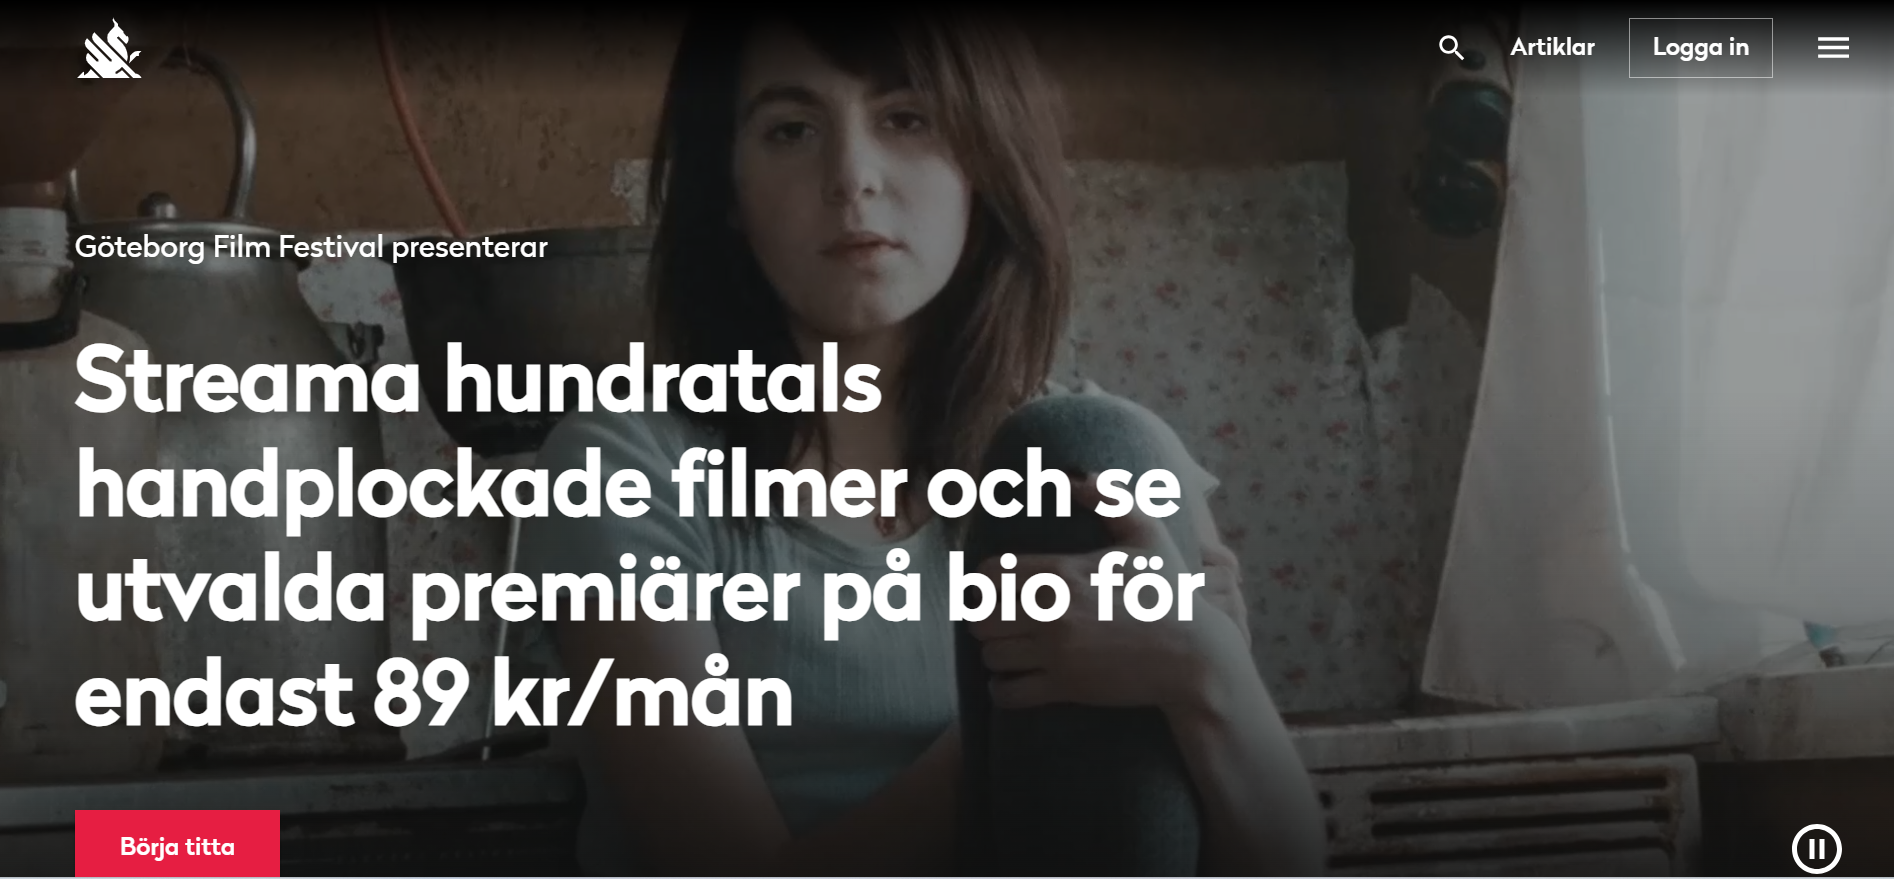 Artiklar
Logga in
Göteborg Film Festival presenterar
Streama hundratals
handplockade filmer och se
utvalda premiärer på bio för
endast 89 kr/mån
Börja titta